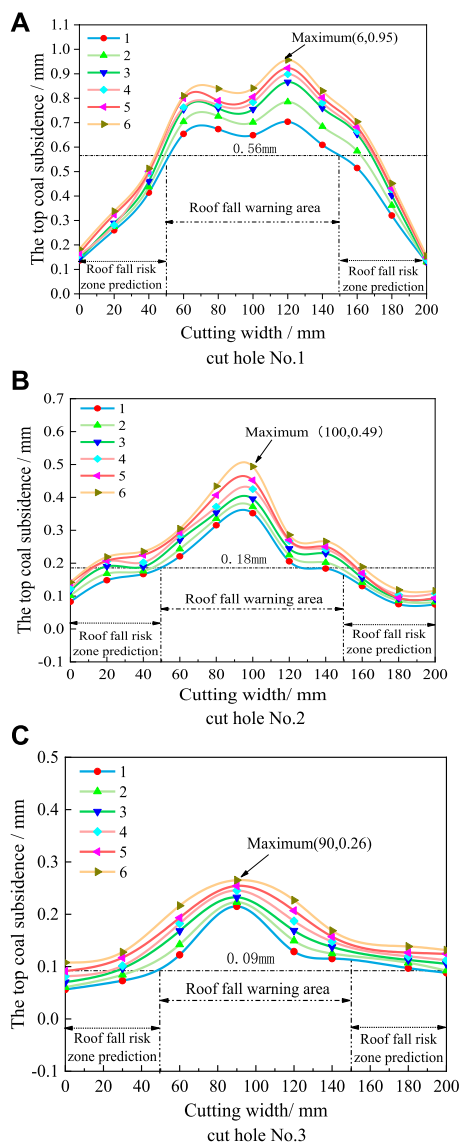 A
The top coal subsidence / mm
1.1
1.0
0.9
0.8
0.7
0.6
0.5
0.4
0.3
0.2
0.1
0.0
1
2
3
4
5
6
Maximum(6,0.95)
0.56mm
Roof fall warning area
Roof fall risk
zone prediction
Roof fall risk
zone prediction
0 20 40 60 80 100 120 140 160 180 200
Cutting width / mm
cut hole No.1
B
The top coal subsidence / mm
0.7
0.6
0.5
0.4
0.3
0.2
0.1
0.0
-0.1
1
2
3
4
5
6
Maximum（100,0.49)
0.18mm
Roof fall warning area
Roof fall risk
zone prediction
Roof fall risk
zone prediction
0 20 40 60 80 100 120 140 160 180 200
Cutting width/ mm
cut hole No.2
C
The top coal subsidence / mm
0.5
0.4
0.3
0.2
0.1
0.0
-0.1
1
2
3
4
5
6
Maximum(90,0.26)
0.09mm
Roof fall warning area
Roof fall risk
zone prediction
Roof fall risk
zone prediction
0 20 40 60 80 100 120 140 160 180 200
Cutting width/ mm
cut hole No.3